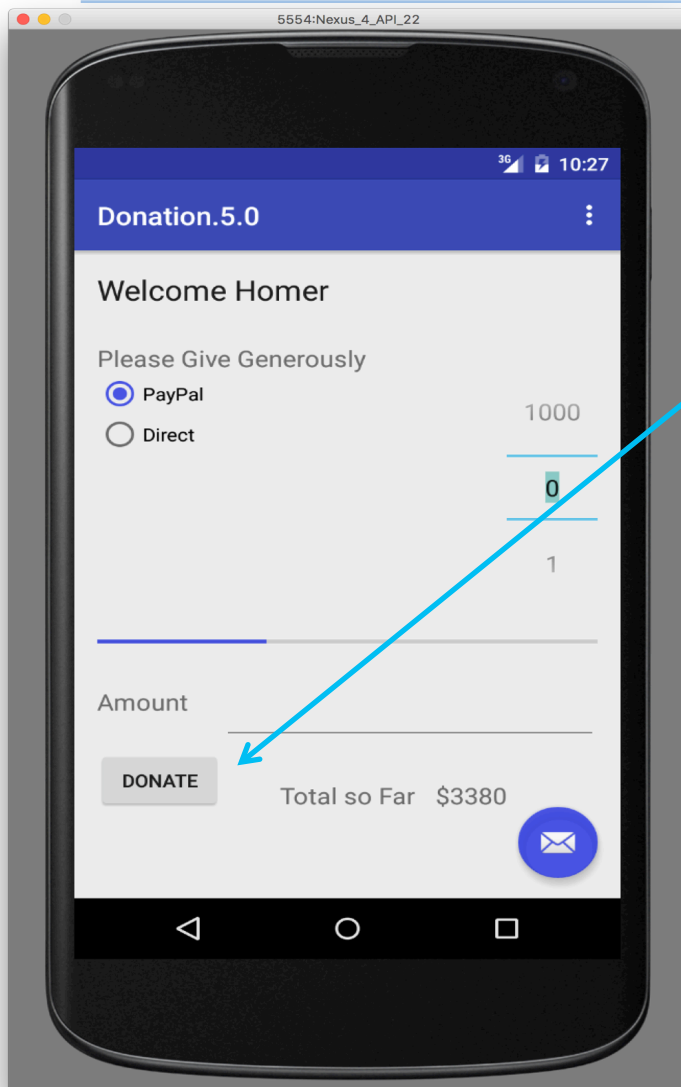 5554:Nexus_4_API_22
3G 10:27
Donation.5.0
Welcome Homer
Please Give Generously
PayPal
1000
Direct
0
1
Amount
DONATE
Total so Far $3380